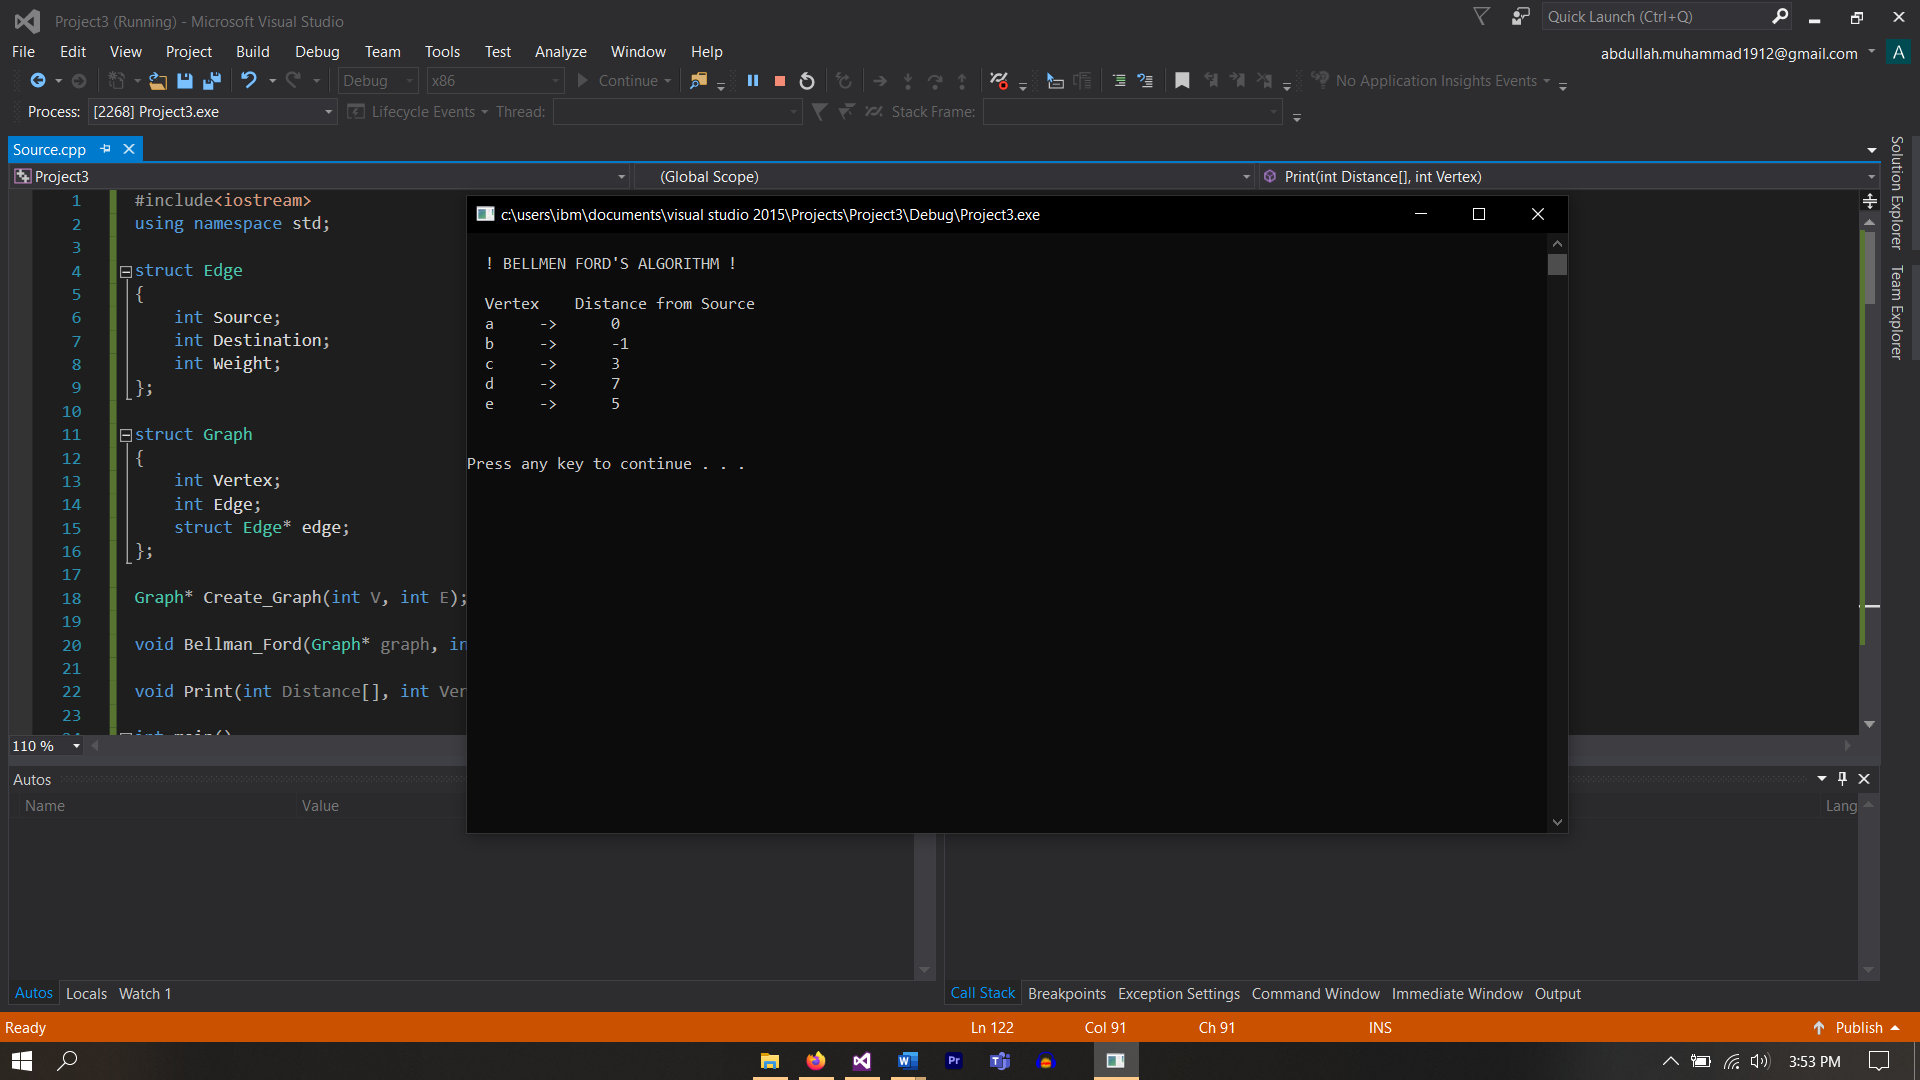 Project3 (Running) - Microsoft Visual Studio
Quick Launch (Ctrl+Q)
File Edit View Project Build Debug Team Tools Test Analyze Window Help
abdullah.muhammad1912@gmail.com A
Debug x86 Continue No Application Insights Events
Process: [2268] Project3.exe Lifecycle Events Thread: Stack Frame:
Source.cpp
Project3 (Global Scope) Print(int Distance[], int Vertex)
Solution Explorer
Team Explorer
1 #include<iostream>
2 using namespace std;
3
4 struct Edge
5 {
6 int Source;
7 int Destination;
8 int Weight;
9 };
10
11 struct Graph
12 {
13 int Vertex;
14 int Edge;
15 struct Edge* edge;
16 };
17
18 Graph* Create_Graph(int V, int E);
19
20 void Bellman_Ford(Graph* graph, in
21
22 void Print(int Distance[], int Ver
23
24 int main()
c:\users\ibm\documents\visual studio 2015\Projects\Project3\Debug\Project3.exe
! BELLMEN FORD'S ALGORITHM !
Vertex Distance from Source
a -> 0
b -> -1
c -> 3
d -> 7
e -> 5
Press any key to continue . . .
110 %
Autos
Name Value
Lang
Autos Locals Watch 1
Call Stack Breakpoints Exception Settings Command Window Immediate Window Output
Ready Ln 122 Col 91 Ch 91 INS Publish
W Pr T
3:53 PM